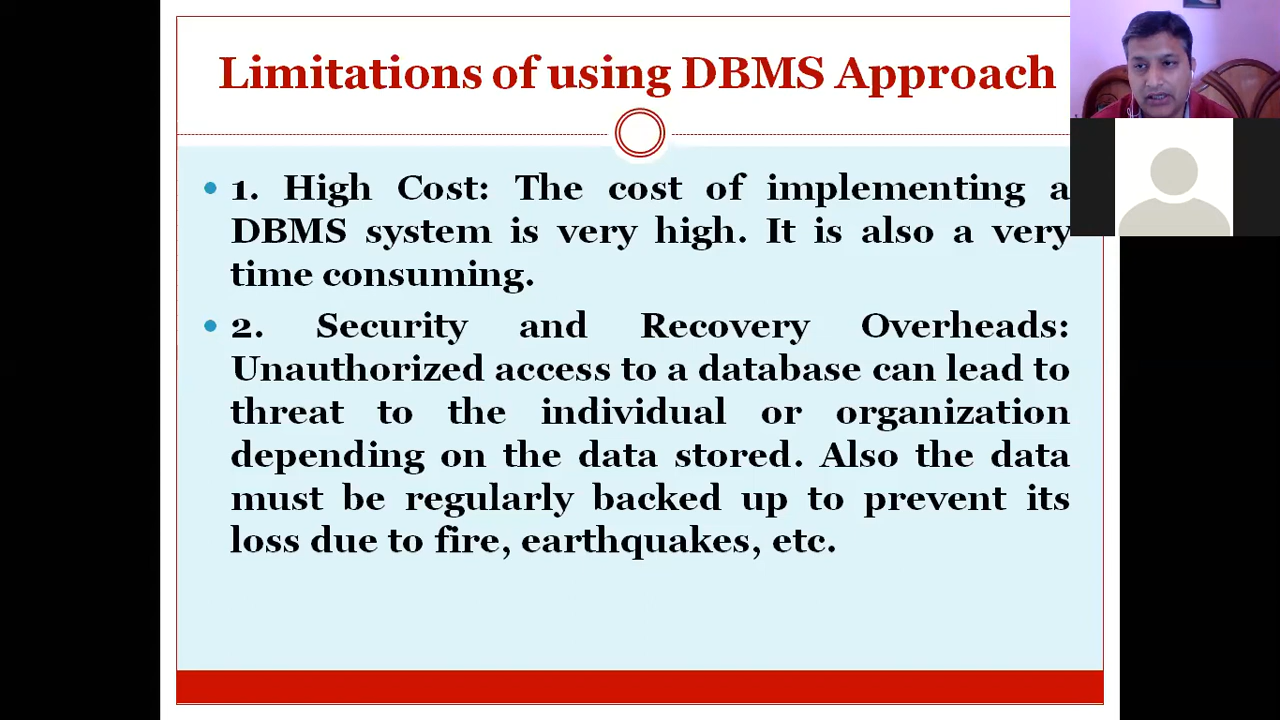 Limitations of using DBMS Approach
• 1. High Cost: The cost of implementing a
DBMS system is very high. It is also a very
time consuming.
• 2. Security and Recovery Overheads:
Unauthorized access to a database can lead to
threat to the individual or organization
depending on the data stored. Also the data
must be regularly backed up to prevent its
loss due to fire, earthquakes, etc.